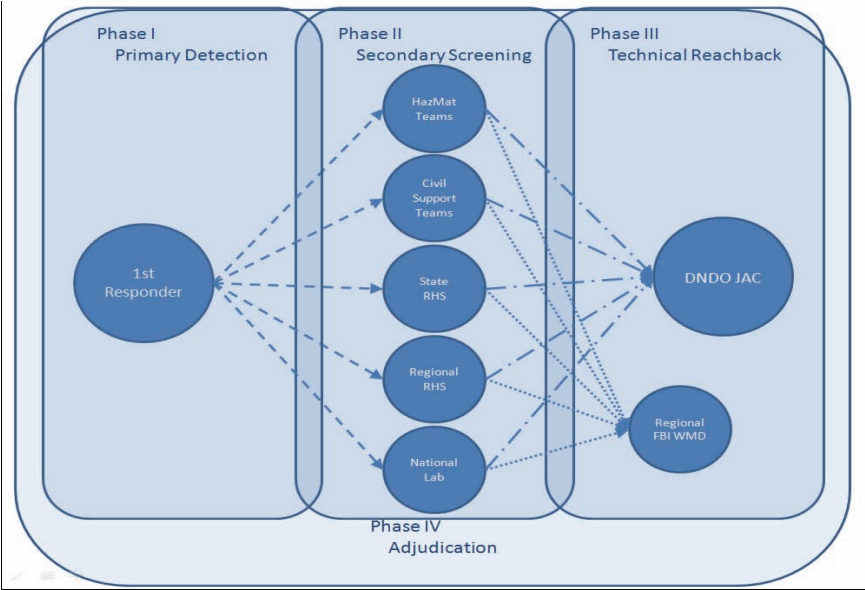 Phase I
Primary Detection
Phase II
Secondary Screening
Phase III
Technical Reachback
HazMat
Teams
Civil
Support
Teams
1st
Responder
State
RHS
DNDO JAC
Regional
RHS
Regional
FBI WMD
National
Lab
Phase IV
Adjudication